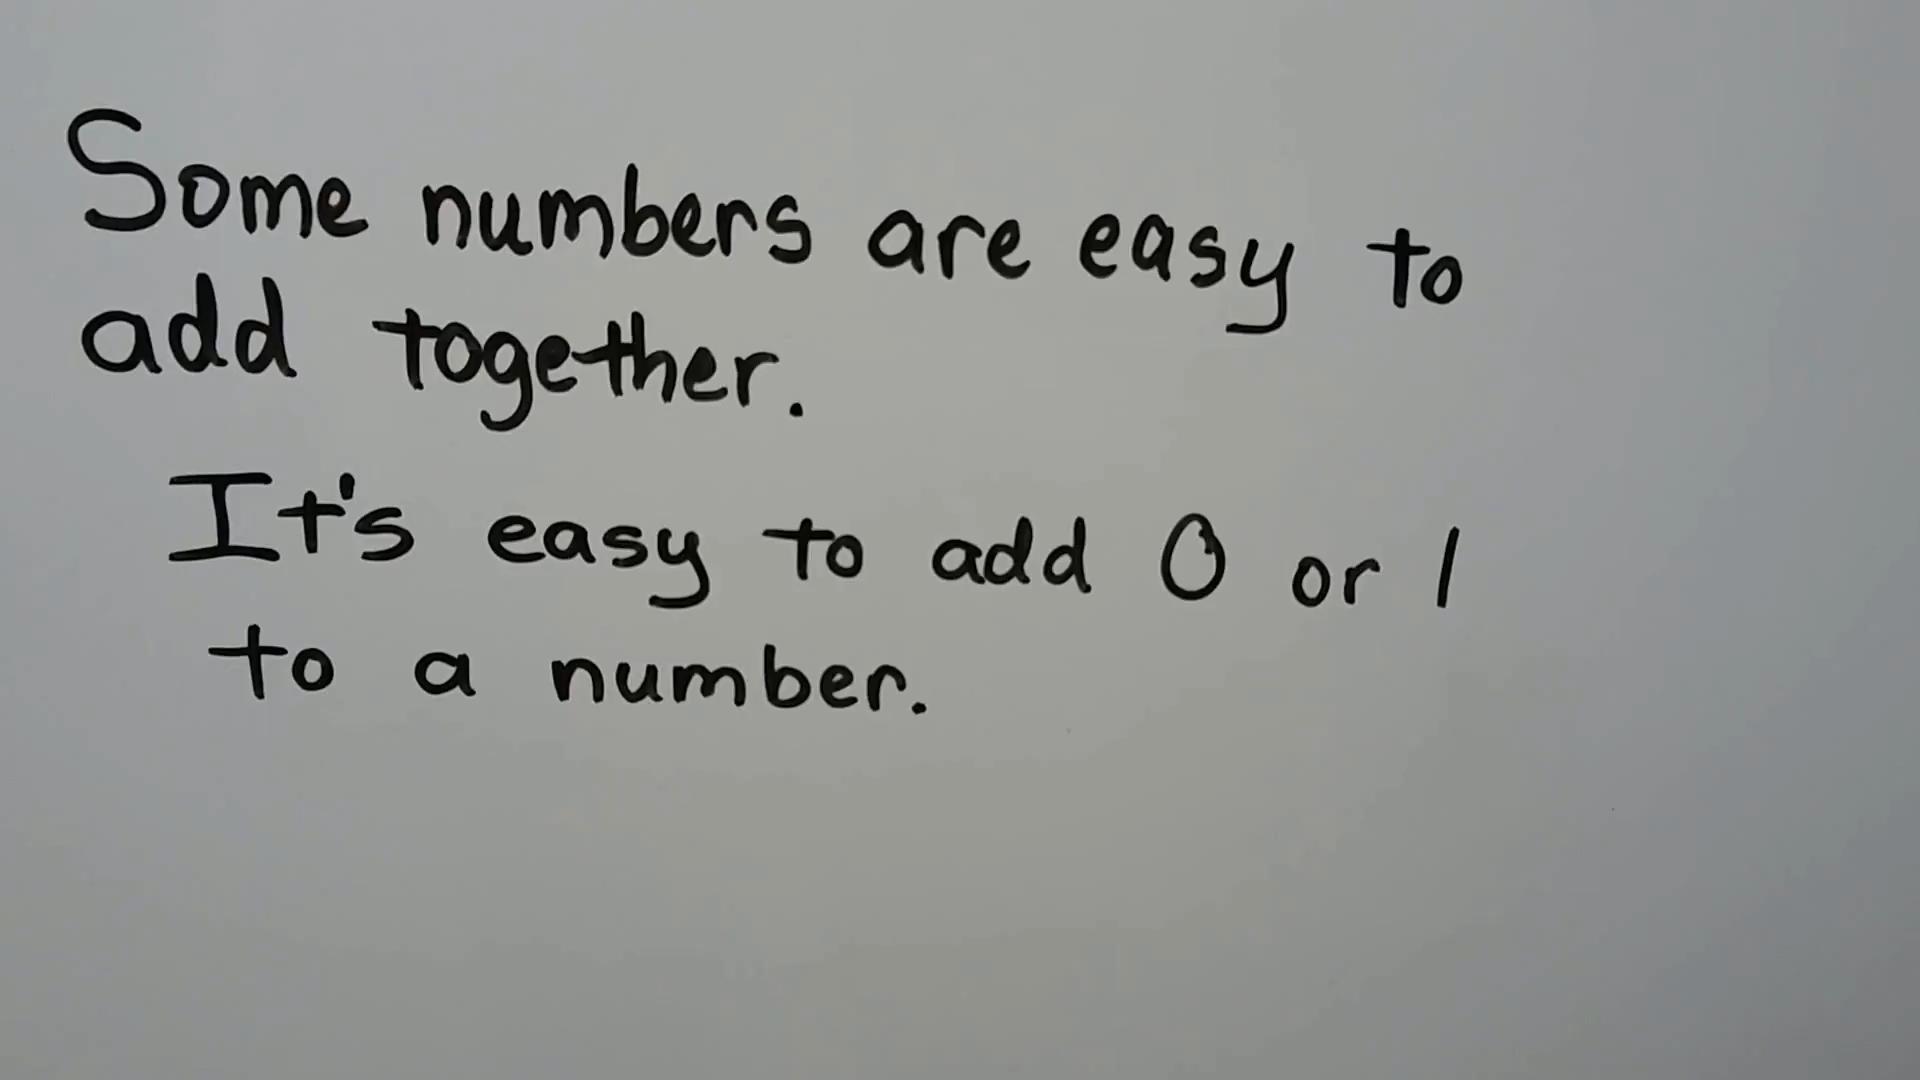 Some numbers are easy to
add together.
It's easy to add 0 or 1
to a number.